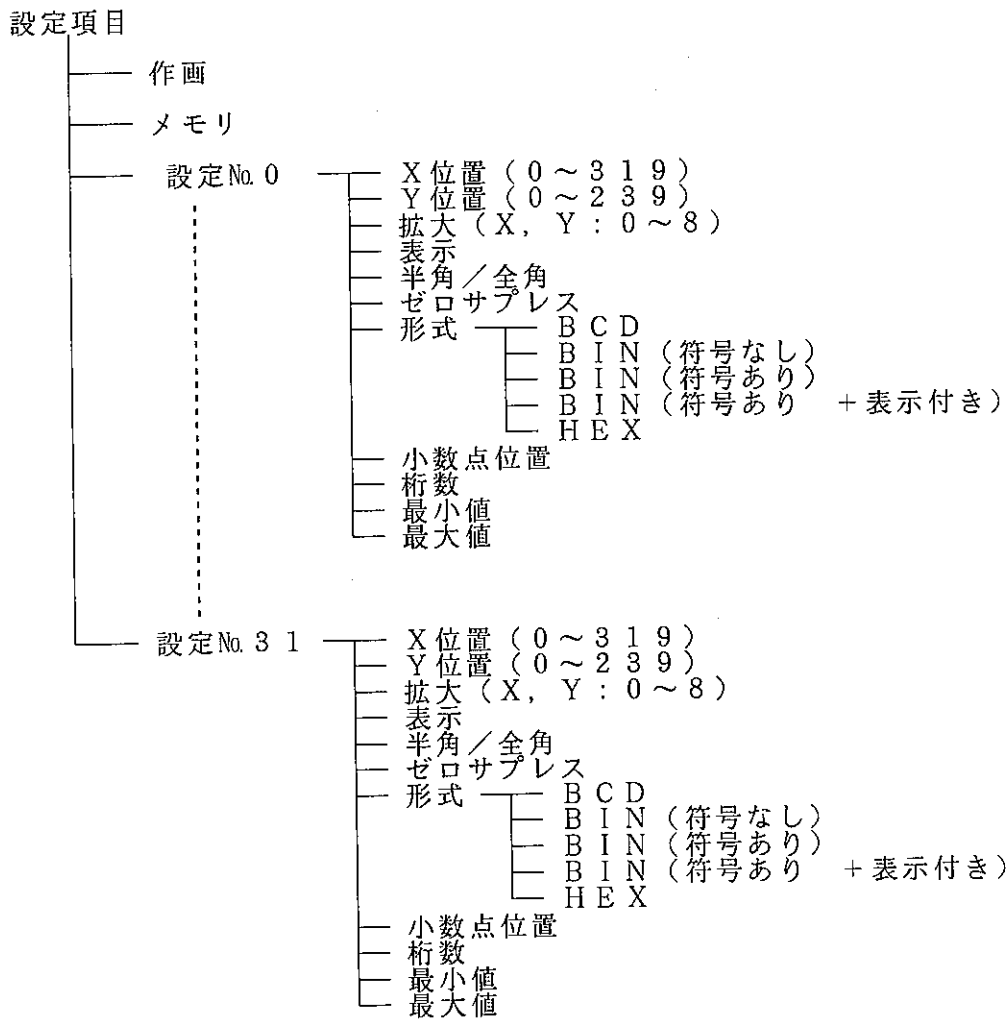 設定項目
作画
メモリ
設定№0
X位置(0~319)
Y位置(0~239)
拡大(X,Y:0~8)
表示
半角/全角
ゼロサプレス
形式
BCD
BIN(符号なし)
BIN(符号あり)
BIN(符号あり +表示付き)
HEX
小数点位置
桁数
最小値
最大値
設定№31
X位置(0~319)
Y位置(0~239)
拡大(X,Y:0~8)
表示
半角/全角
ゼロサプレス
形式
BCD
BIN(符号なし)
BIN(符号あり)
BIN(符号あり +表示付き)
HEX
小数点位置
桁数
最小値
最大値